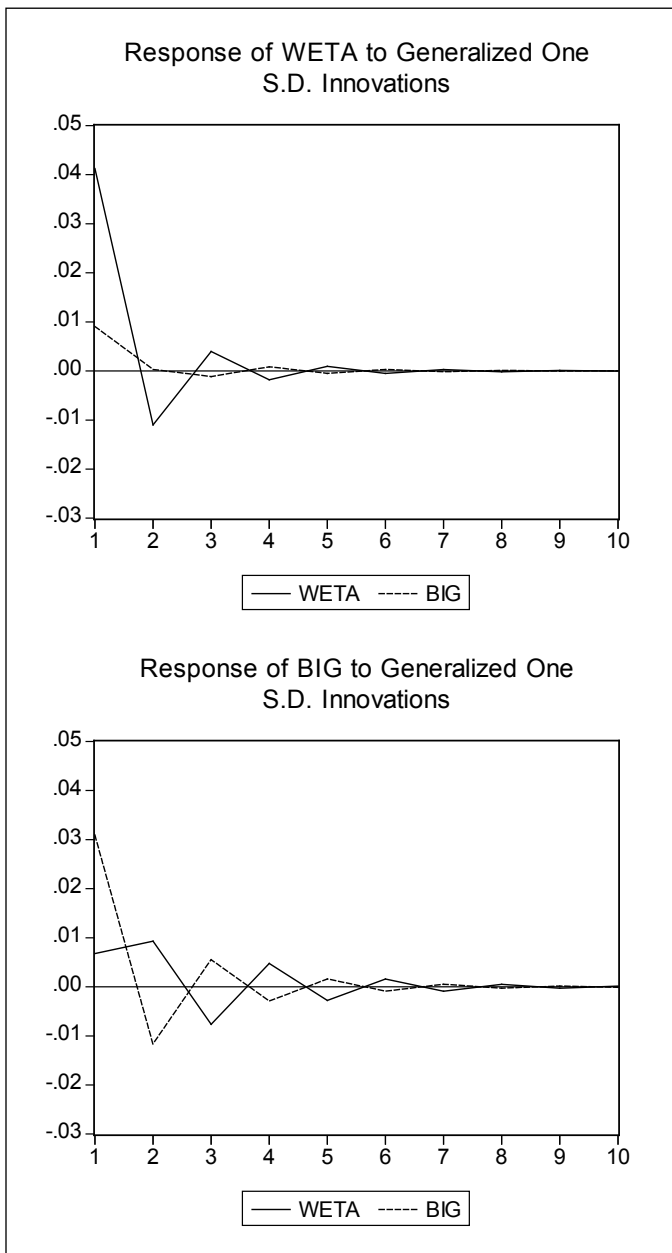 Response of WETA to Generalized One
S.D. Innovations
.05
.04
.03
.02
.01
.00
-.01
-.02
-.03
1 2 3 4 5 6 7 8 9 10
WETA BIG
Response of BIG to Generalized One
S.D. Innovations
.05
.04
.03
.02
.01
.00
-.01
-.02
-.03
1 2 3 4 5 6 7 8 9 10
WETA BIG